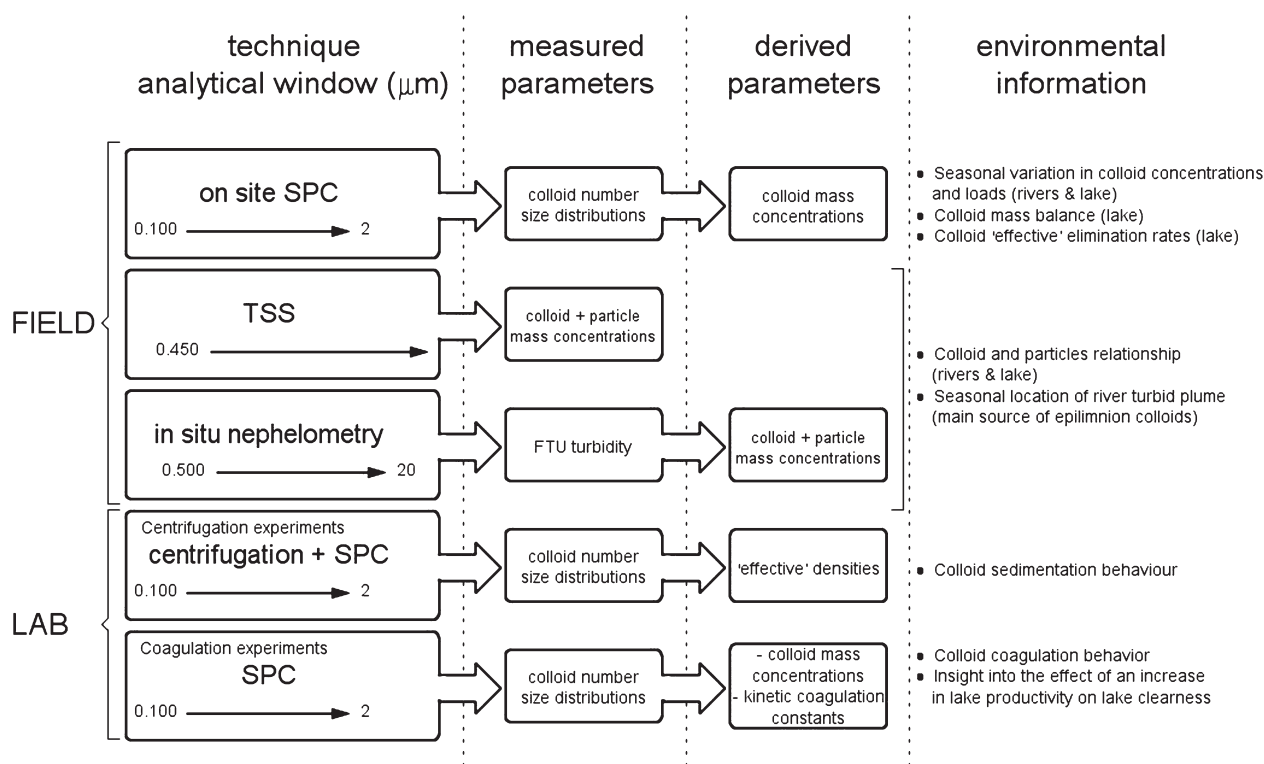 technique
analytical window (μm)
measured
parameters
derived
parameters
environmental
information
FIELD
on site SPC
0.100 2
colloid number
size distributions
colloid mass
concentrations
▪ Seasonal variation in colloid concentrations
and loads (rivers & lake)
▪ Colloid mass balance (lake)
▪ Colloid 'effective' elimination rates (lake)
TSS
0.450
colloid + particle
mass concentrations
in situ nephelometry
0.500 20
FTU turbidity
colloid + particle
mass concentrations
▪ Colloid and particles relationship
(rivers & lake)
▪ Seasonal location of river turbid plume
(main source of epilimnion colloids)
LAB
Centrifugation experiments
centrifugation + SPC
0.100 2
colloid number
size distributions
'effective' densities
▪ Colloid sedimentation behaviour
Coagulation experiments
SPC
0.100 2
colloid number
size distributions
- colloid mass
concentrations
- kinetic coagulation
constants
▪ Colloid coagulation behavior
▪ Insight into the effect of an increase
in lake productivity on lake clearness